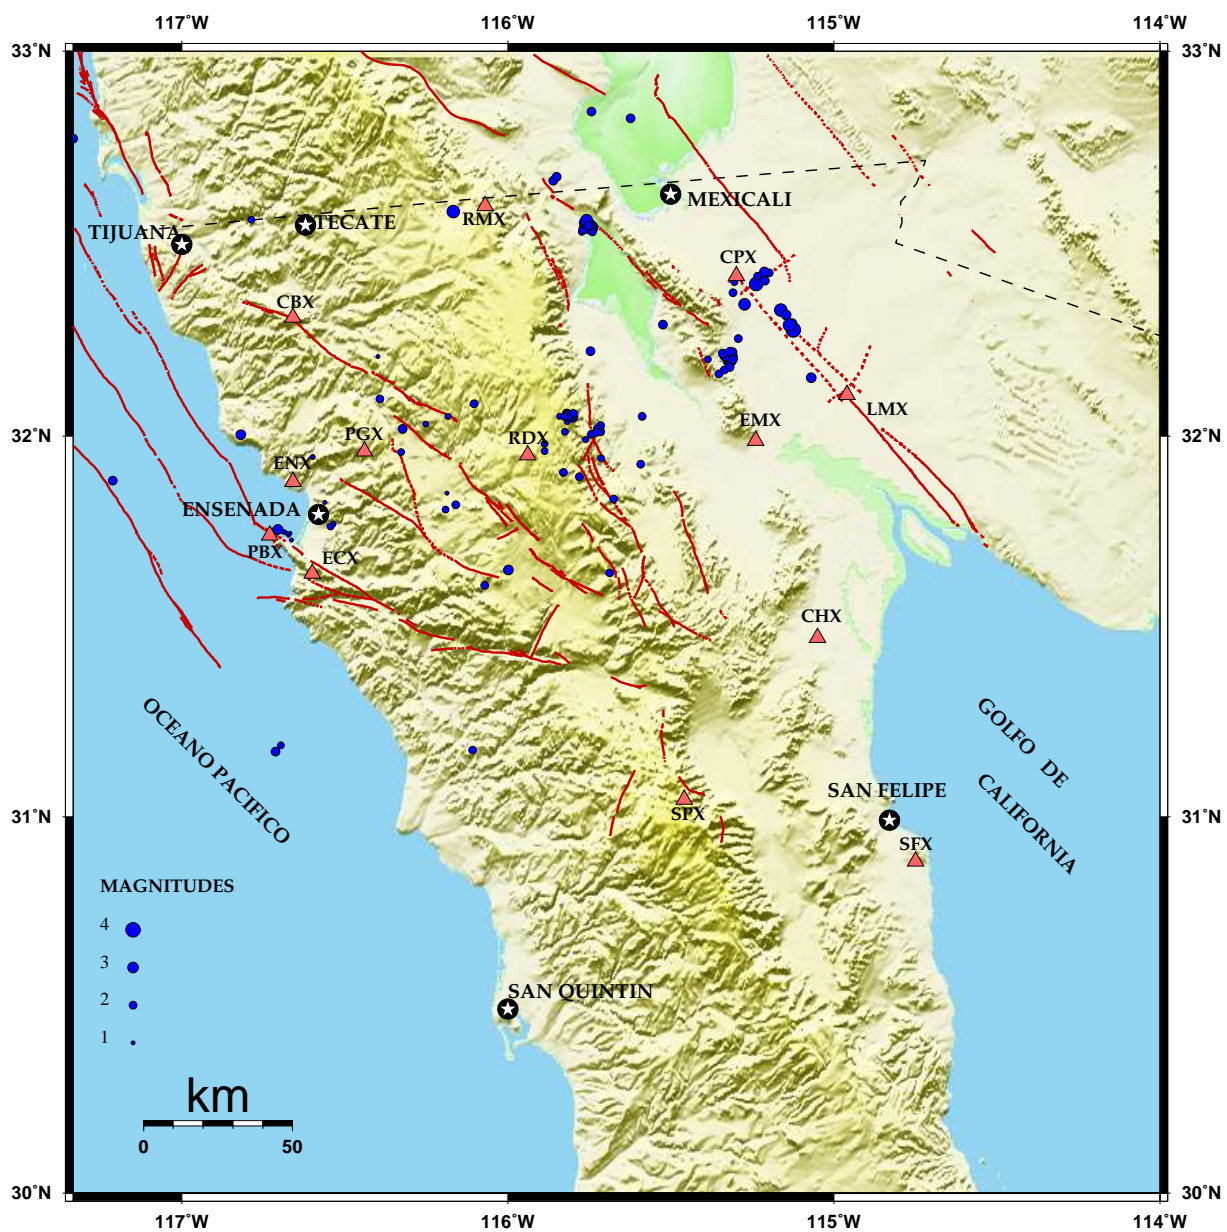 117°W
116°W
115°W
114°W
33°N
33°N
MEXICALI
RMX
TECATE
TIJUANA
CPX
CBX
LMX
EMX
32°N
32°N
PGX
RDX
ENX
ENSENADA
PBX
ECX
CHX
OCEANO PACIFICO
GOLFO DE
CALIFORNIA
SAN FELIPE
31°N
31°N
SPX
SFX
MAGNITUDES
4
3
2
1
SAN QUINTIN
km
0
50
30°N
30°N
117°W
116°W
115°W
114°W